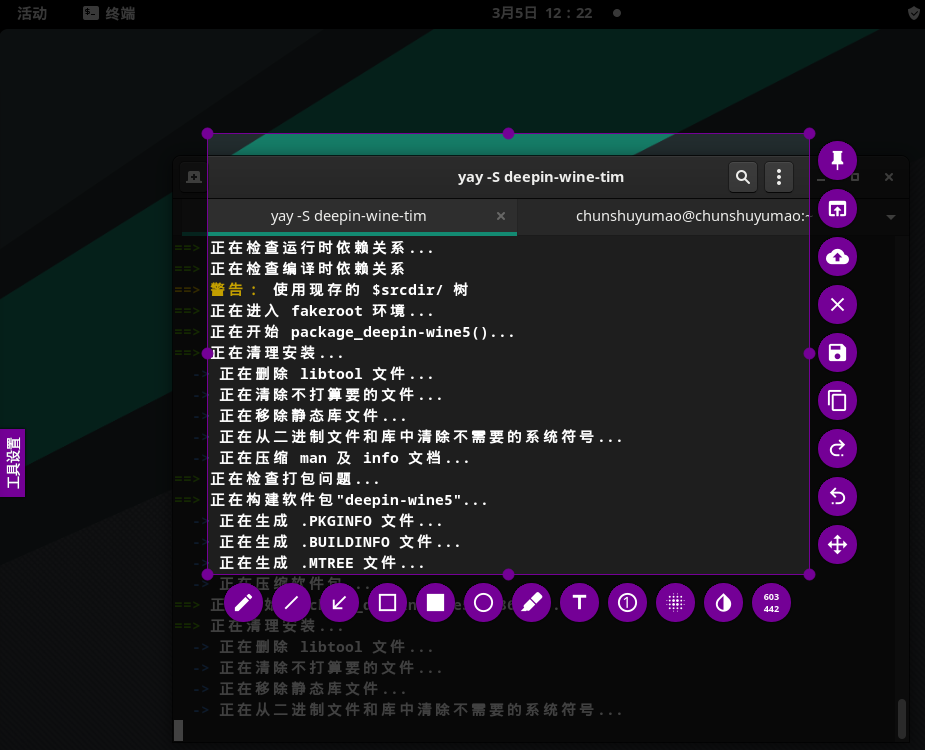 活动 终端 3月5日 12：22
yay -S deepin-wine-tim
yay -S deepin-wine-tim × chunshuyumao@chunshuyumao:~
==> 正在检查运行时依赖关系...
==> 正在检查编译时依赖关系
==> 警告： 使用现存的 $srcdir/ 树
==> 正在进入 fakeroot 环境...
==> 正在开始 package_deepin-wine5()...
==> 正在清理安装...
-> 正在删除 libtool 文件...
-> 正在清除不打算要的文件...
-> 正在移除静态库文件...
-> 正在从二进制文件和库中清除不需要的系统符号...
-> 正在压缩 man 及 info 文档...
==> 正在检查打包问题...
==> 正在构建软件包"deepin-wine5"...
-> 正在生成 .PKGINFO 文件...
-> 正在生成 .BUILDINFO 文件...
-> 正在生成 .MTREE 文件...
-> 正在压缩软件包...
==> 正在清理安装...
-> 正在删除 libtool 文件...
-> 正在清除不打算要的文件...
-> 正在移除静态库文件...
-> 正在从二进制文件和库中清除不需要的系统符号...
工具设置
T
1
603
442